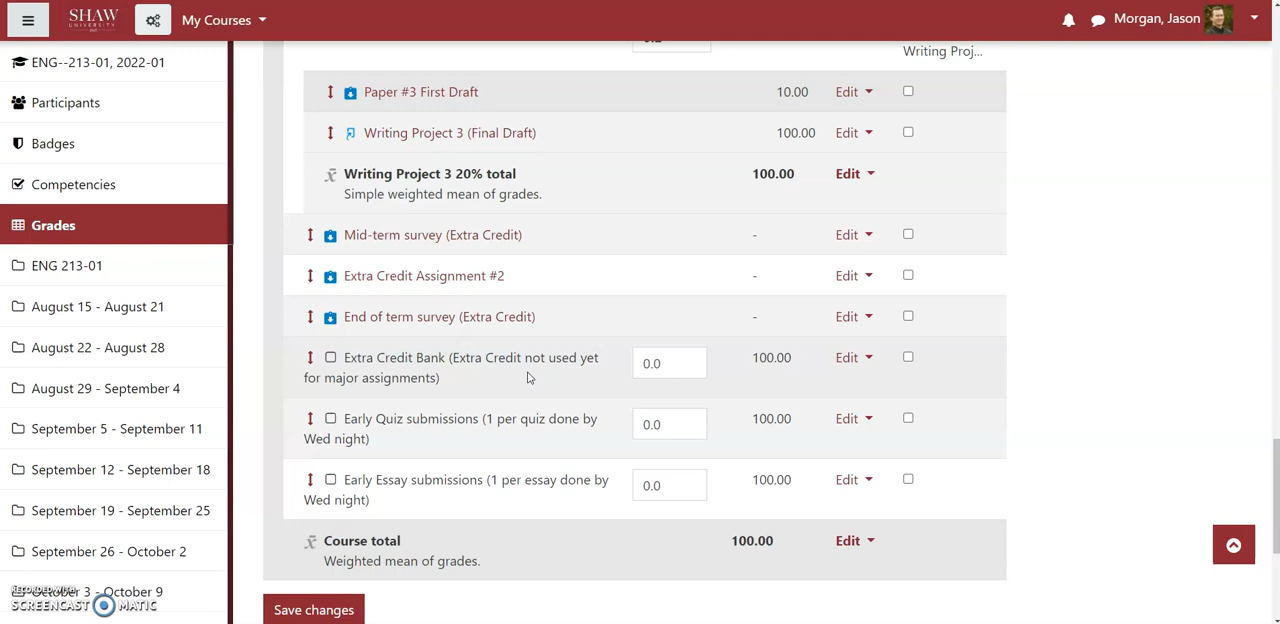 SHAW
UNIVERSITY
My Courses
Morgan, Jason
ENG--213-01, 2022-01
Participants
Badges
Competencies
Grades
ENG 213-01
August 15 - August 21
August 22 - August 28
August 29 - September 4
September 5 - September 11
September 12 - September 18
September 19 - September 25
September 26 - October 2
October 3 - October 9
RECORDED WITH
SCREENCAST MATIC
Writing Proj...
Paper #3 First Draft 10.00 Edit
Writing Project 3 (Final Draft) 100.00 Edit
Writing Project 3 20% total 100.00 Edit
Simple weighted mean of grades.
Mid-term survey (Extra Credit) - Edit
Extra Credit Assignment #2 - Edit
End of term survey (Extra Credit) - Edit
Extra Credit Bank (Extra Credit not used yet 0.0 100.00 Edit
for major assignments)
Early Quiz submissions (1 per quiz done by 0.0 100.00 Edit
Wed night)
Early Essay submissions (1 per essay done by 0.0 100.00 Edit
Wed night)
Course total 100.00 Edit
Weighted mean of grades.
Save changes